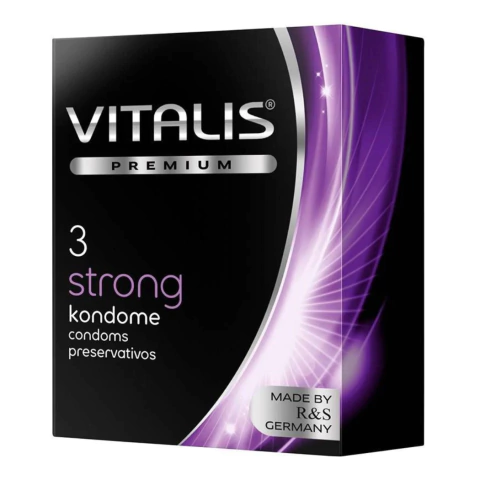 VITALIS®
PREMIUM
3
strong
kondome
condoms
preservativos
MADE BY
R&S
GERMANY